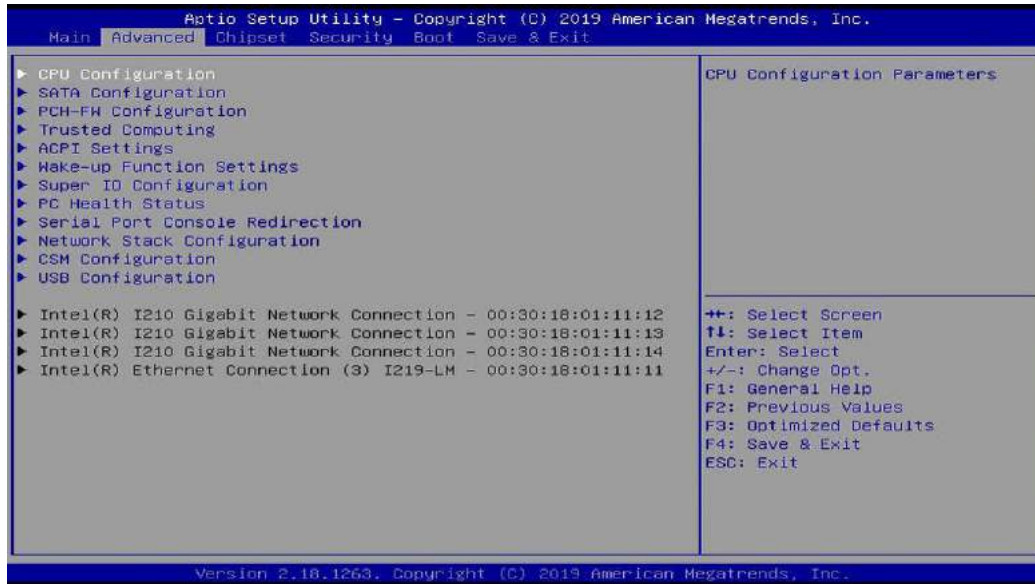 Aptio Setup Utility – Copyright (C) 2019 American Megatrends, Inc.
Main Advanced Chipset Security Boot Save & Exit
► CPU Configuration
► SATA Configuration
► PCH-FW Configuration
► Trusted Computing
► ACPI Settings
► Wake-up Function Settings
► Super IO Configuration
► PC Health Status
► Serial Port Console Redirection
► Network Stack Configuration
► CSM Configuration
► USB Configuration
► Intel(R) I210 Gigabit Network Connection – 00:30:18:01:11:12
► Intel(R) I210 Gigabit Network Connection – 00:30:18:01:11:13
► Intel(R) I210 Gigabit Network Connection – 00:30:18:01:11:14
► Intel(R) Ethernet Connection (3) I219-LM – 00:30:18:01:11:11
CPU Configuration Parameters
→←: Select Screen
↑↓: Select Item
Enter: Select
+/-: Change Opt.
F1: General Help
F2: Previous Values
F3: Optimized Defaults
F4: Save & Exit
ESC: Exit
Version 2.18.1263. Copyright (C) 2019 American Megatrends, Inc.